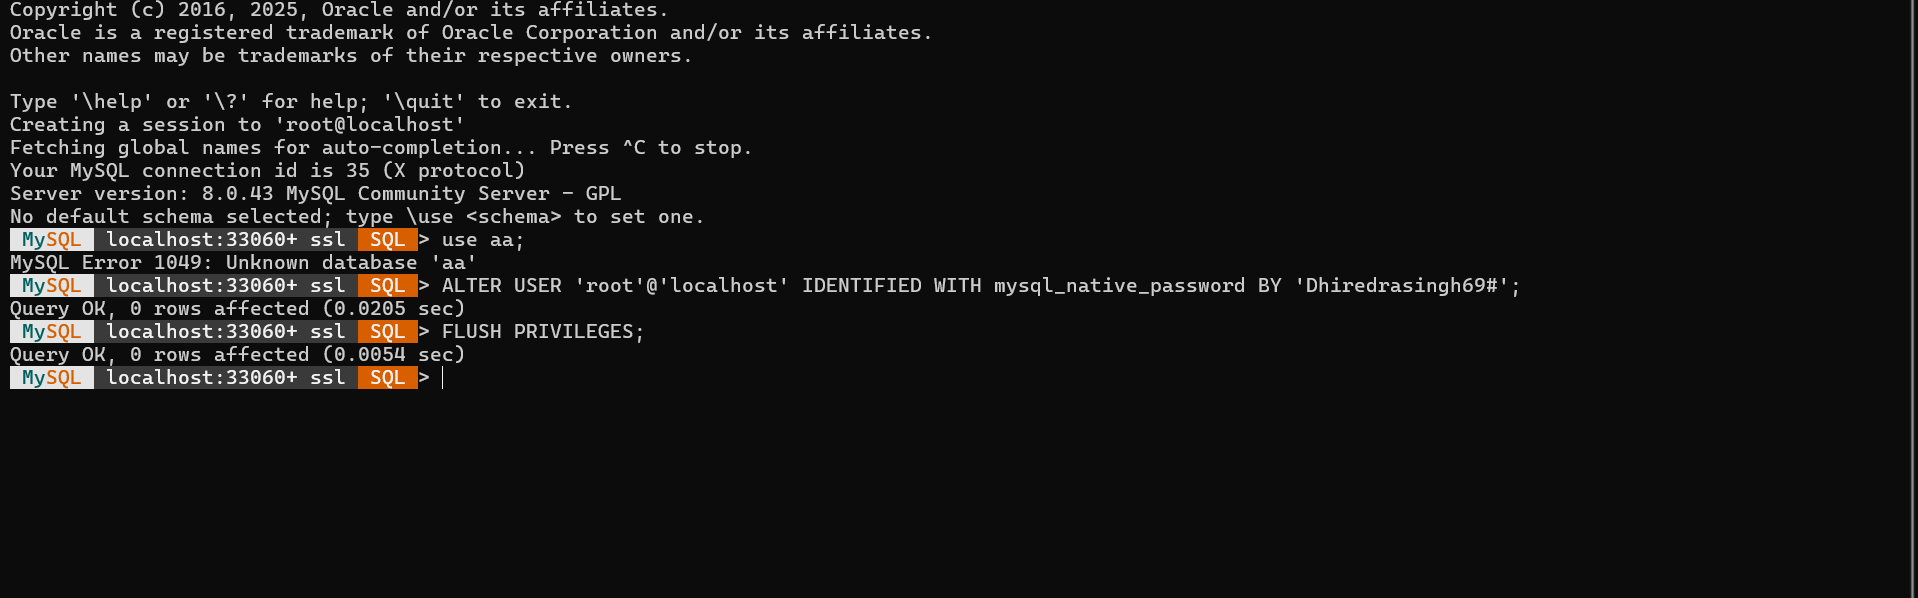 Copyright (c) 2016, 2025, Oracle and/or its affiliates.
Oracle is a registered trademark of Oracle Corporation and/or its affiliates.
Other names may be trademarks of their respective owners.
Type '\help' or '\?' for help; '\quit' to exit.
Creating a session to 'root@localhost'
Fetching global names for auto-completion... Press ^C to stop.
Your MySQL connection id is 35 (X protocol)
Server version: 8.0.43 MySQL Community Server - GPL
No default schema selected; type \use <schema> to set one.
MySQL localhost:33060+ ssl SQL > use aa;
MySQL Error 1049: Unknown database 'aa'
MySQL localhost:33060+ ssl SQL > ALTER USER 'root'@'localhost' IDENTIFIED WITH mysql_native_password BY 'Dhiredrasingh69#';
Query OK, 0 rows affected (0.0205 sec)
MySQL localhost:33060+ ssl SQL > FLUSH PRIVILEGES;
Query OK, 0 rows affected (0.0054 sec)
MySQL localhost:33060+ ssl SQL >